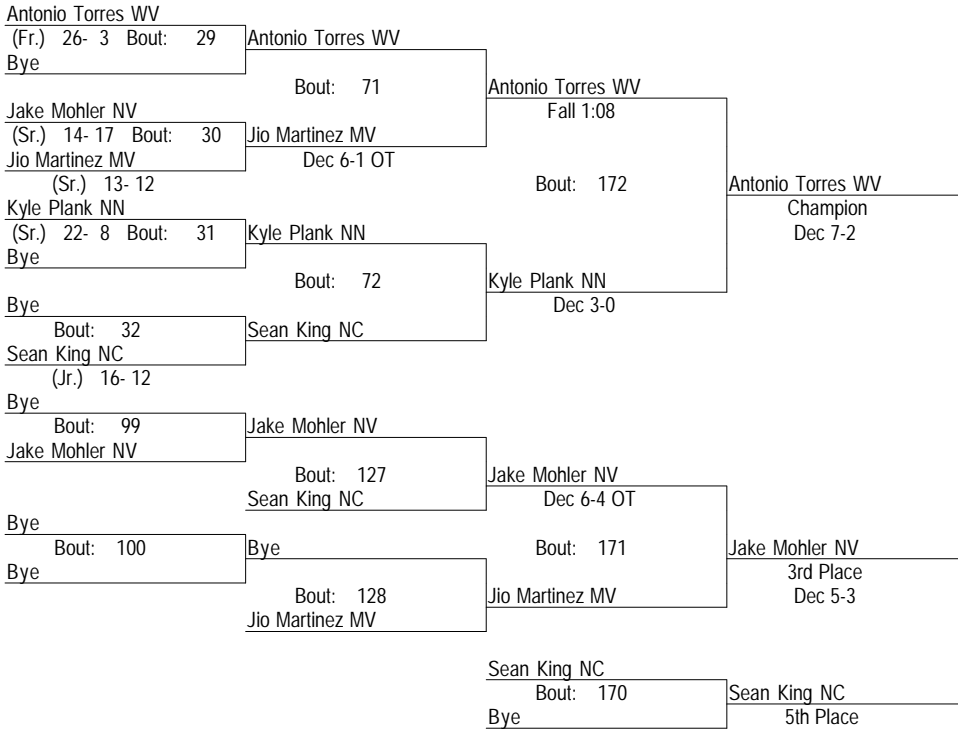 Antonio Torres WV
(Fr.) 26- 3 Bout: 29
Bye
Antonio Torres WV
Bout: 71
Jake Mohler NV
(Sr.) 14- 17 Bout: 30
Jio Martinez MV
(Sr.) 13- 12
Jio Martinez MV
Dec 6-1 OT
Antonio Torres WV
Fall 1:08
Bout: 172
Kyle Plank NN
(Sr.) 22- 8 Bout: 31
Bye
Kyle Plank NN
Bout: 72
Bye
Bout: 32
Sean King NC
(Jr.) 16- 12
Sean King NC
Kyle Plank NN
Dec 3-0
Antonio Torres WV
Champion
Dec 7-2
Bye
Bout: 99
Jake Mohler NV
Jake Mohler NV
Bout: 127
Sean King NC
Jake Mohler NV
Dec 6-4 OT
Bout: 171
Bye
Bout: 100
Bye
Bye
Bout: 128
Jio Martinez MV
Jio Martinez MV
Jake Mohler NV
3rd Place
Dec 5-3
Sean King NC
Bout: 170
Bye
Sean King NC
5th Place